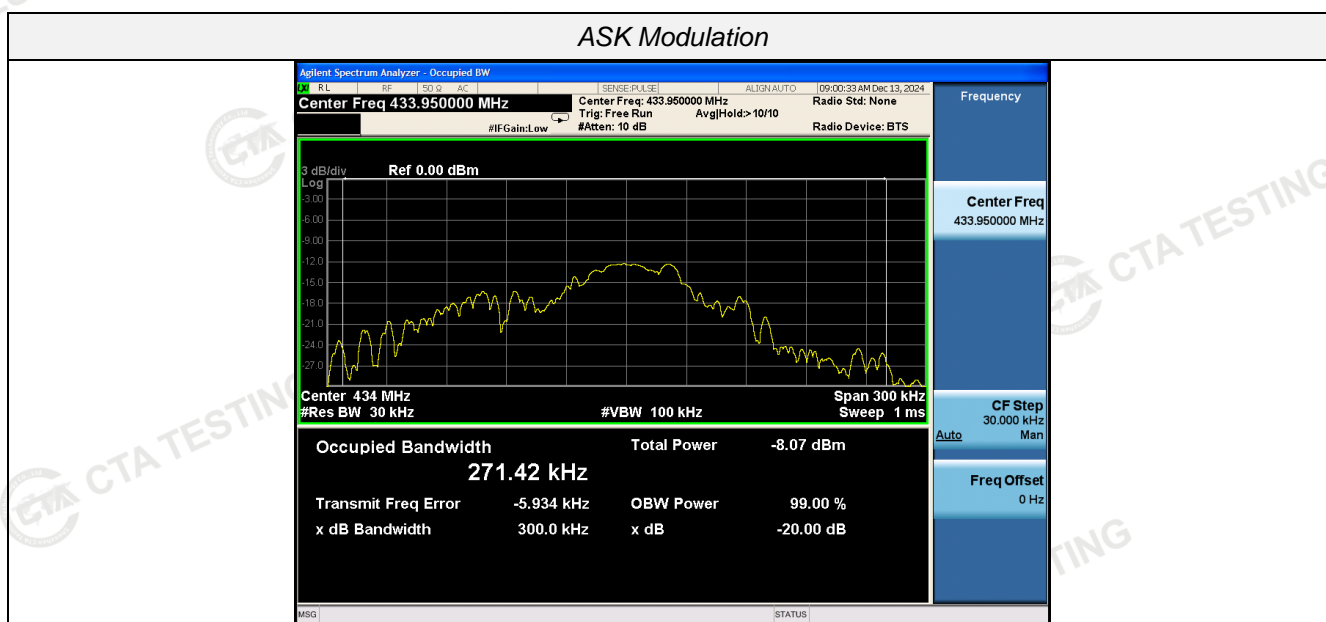 ASK Modulation
Agilent Spectrum Analyzer - Occupied BW
LXI RL RF 50 Ω AC SENSE:PULSE ALIGN AUTO 09:00:33 AM Dec 13, 2024
Center Freq 433.950000 MHz
Center Freq: 433.950000 MHz
Radio Std: None
Trig: Free Run Avg|Hold:>10/10
#IFGain:Low
#Atten: 10 dB
Radio Device: BTS
3 dB/div Ref 0.00 dBm
Log
-3.00
-6.00
-9.00
-12.0
-15.0
-18.0
-21.0
-24.0
-27.0
Center 434 MHz Span 300 kHz
#Res BW 30 kHz #VBW 100 kHz Sweep 1 ms
Occupied Bandwidth Total Power -8.07 dBm
271.42 kHz
Transmit Freq Error -5.934 kHz OBW Power 99.00 %
x dB Bandwidth 300.0 kHz x dB -20.00 dB
MSG STATUS
Frequency
Center Freq
433.950000 MHz
CF Step
30.000 kHz
Auto Man
Freq Offset
0 Hz
CTA TESTING
CTA TESTING
CTA
TING